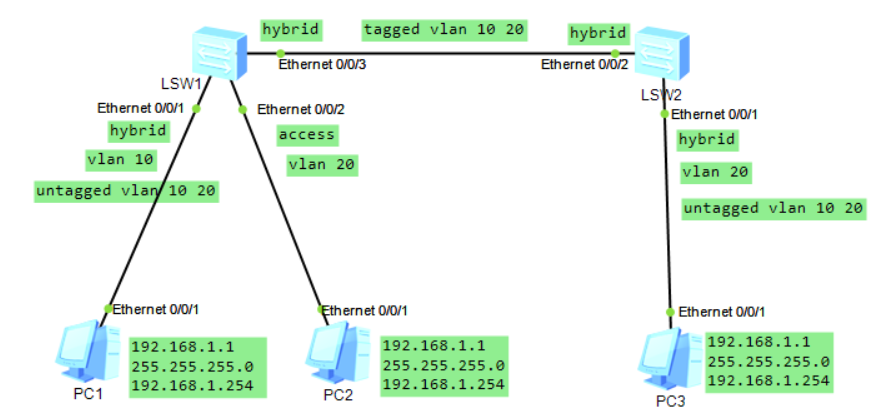 hybrid
tagged vlan 10 20
hybrid
Ethernet 0/0/3
Ethernet 0/0/2
LSW1
LSW2
Ethernet 0/0/1
Ethernet 0/0/2
Ethernet 0/0/1
hybrid
access
hybrid
vlan 10
vlan 20
vlan 20
untagged vlan 10 20
untagged vlan 10 20
Ethernet 0/0/1
Ethernet 0/0/1
Ethernet 0/0/1
192.168.1.1
255.255.255.0
192.168.1.254
PC1
192.168.1.1
255.255.255.0
192.168.1.254
PC2
192.168.1.1
255.255.255.0
192.168.1.254
PC3